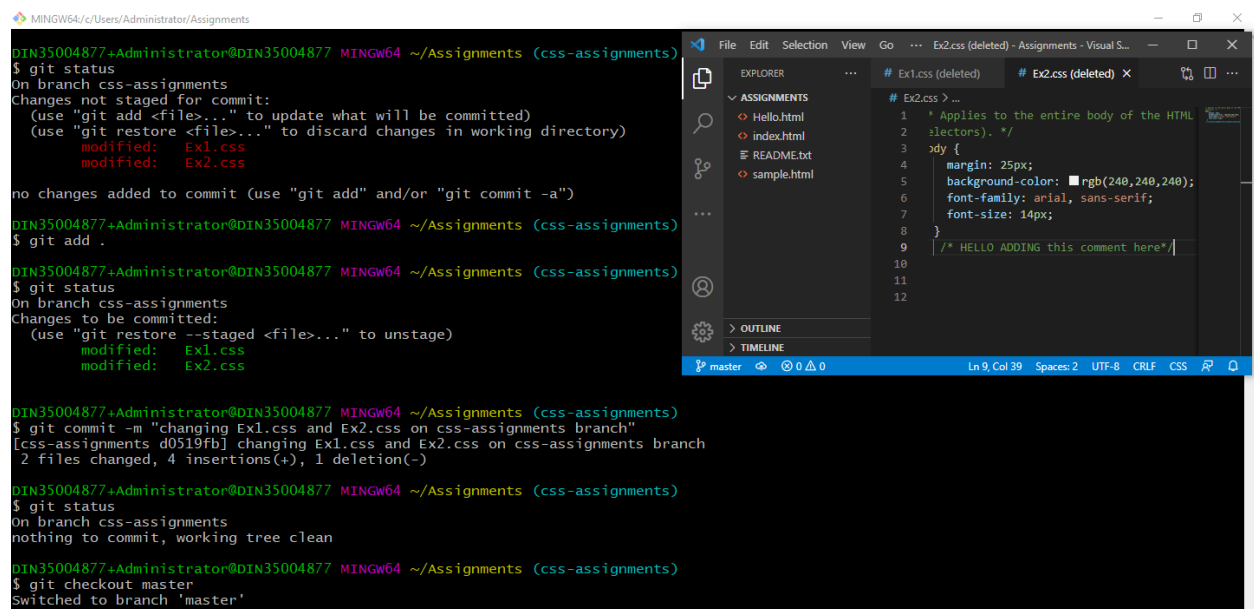 MINGW64:/c/Users/Administrator/Assignments
DIN35004877+Administrator@DIN35004877 MINGW64 ~/Assignments (css-assignments)
$ git status
On branch css-assignments
Changes not staged for commit:
(use "git add <file>..." to update what will be committed)
(use "git restore <file>..." to discard changes in working directory)
modified: Ex1.css
modified: Ex2.css
no changes added to commit (use "git add" and/or "git commit -a")
DIN35004877+Administrator@DIN35004877 MINGW64 ~/Assignments (css-assignments)
$ git add .
DIN35004877+Administrator@DIN35004877 MINGW64 ~/Assignments (css-assignments)
$ git status
On branch css-assignments
Changes to be committed:
(use "git restore --staged <file>..." to unstage)
modified: Ex1.css
modified: Ex2.css
DIN35004877+Administrator@DIN35004877 MINGW64 ~/Assignments (css-assignments)
$ git commit -m "changing Ex1.css and Ex2.css on css-assignments branch"
[css-assignments d0519fb] changing Ex1.css and Ex2.css on css-assignments branch
2 files changed, 4 insertions(+), 1 deletion(-)
DIN35004877+Administrator@DIN35004877 MINGW64 ~/Assignments (css-assignments)
$ git status
On branch css-assignments
nothing to commit, working tree clean
DIN35004877+Administrator@DIN35004877 MINGW64 ~/Assignments (css-assignments)
$ git checkout master
Switched to branch 'master'
File Edit Selection View Go ··· Ex2.css (deleted) - Assignments - Visual S...
EXPLORER ···
ASSIGNMENTS
<> Hello.html
<> index.html
README.txt
<> sample.html
> OUTLINE
> TIMELINE
# Ex1.css (deleted) # Ex2.css (deleted)
# Ex2.css > ...
1 * Applies to the entire body of the HTML
2 electors). */
3 ody {
4 margin: 25px;
5 background-color: rgb(240,240,240);
6 font-family: arial, sans-serif;
7 font-size: 14px;
8 }
9 /* HELLO ADDING this comment here*/
10
11
12
master 0 0 Ln 9, Col 39 Spaces: 2 UTF-8 CRLF CSS